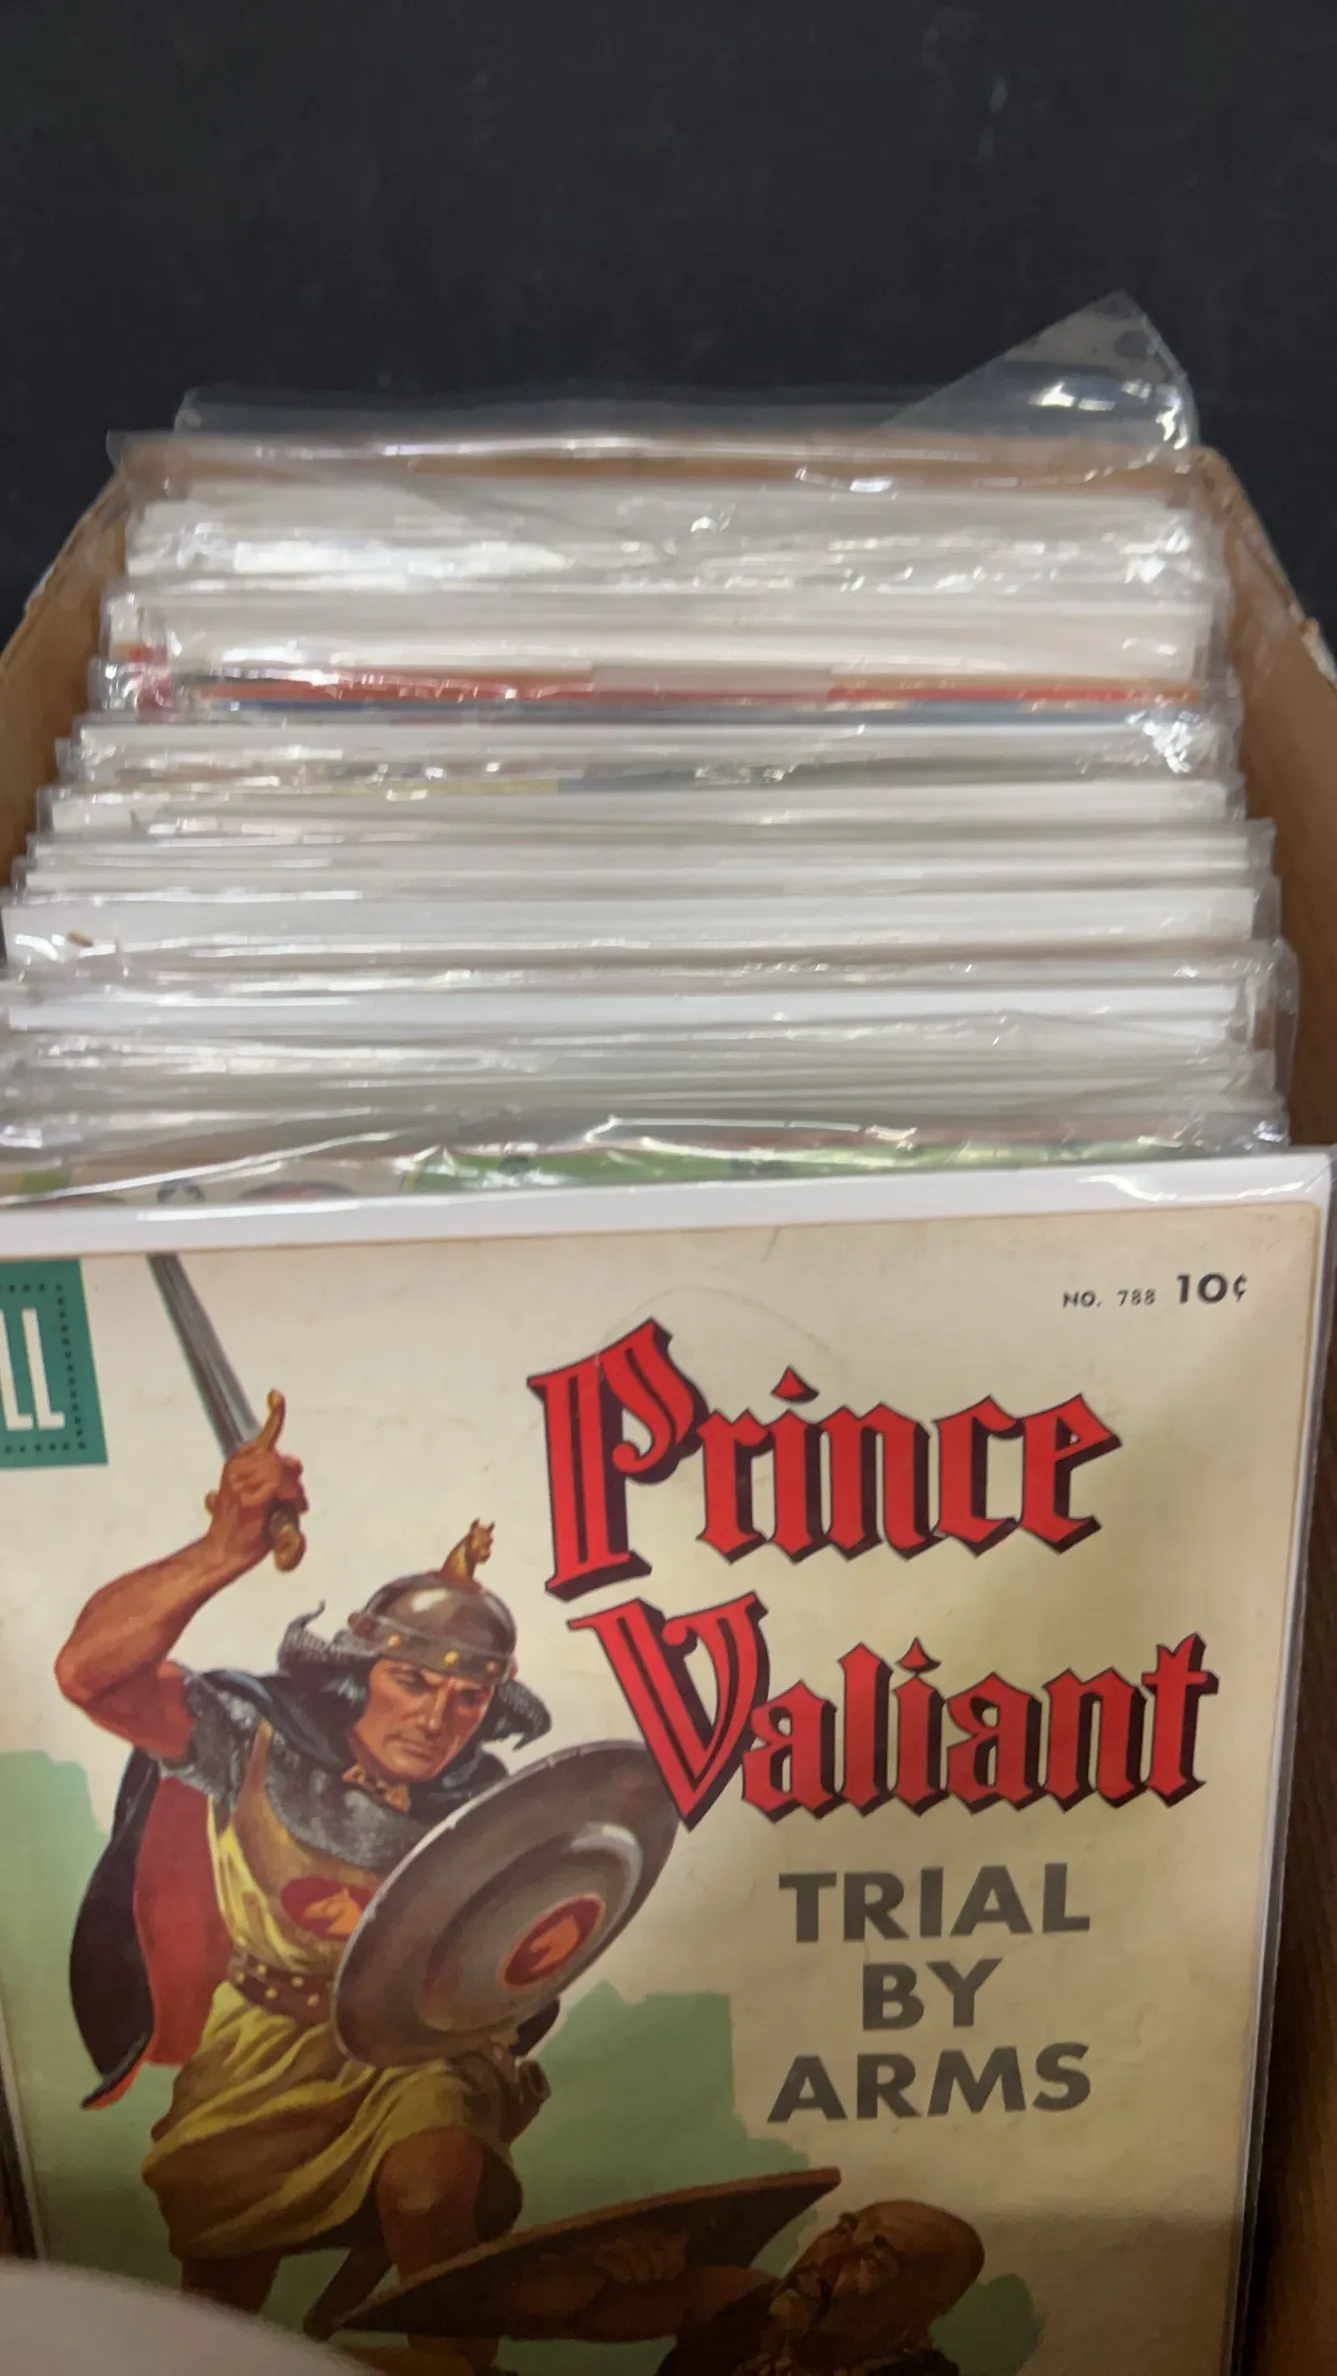 LL
NO. 788 10¢
Prince
Valiant
TRIAL
BY
ARMS